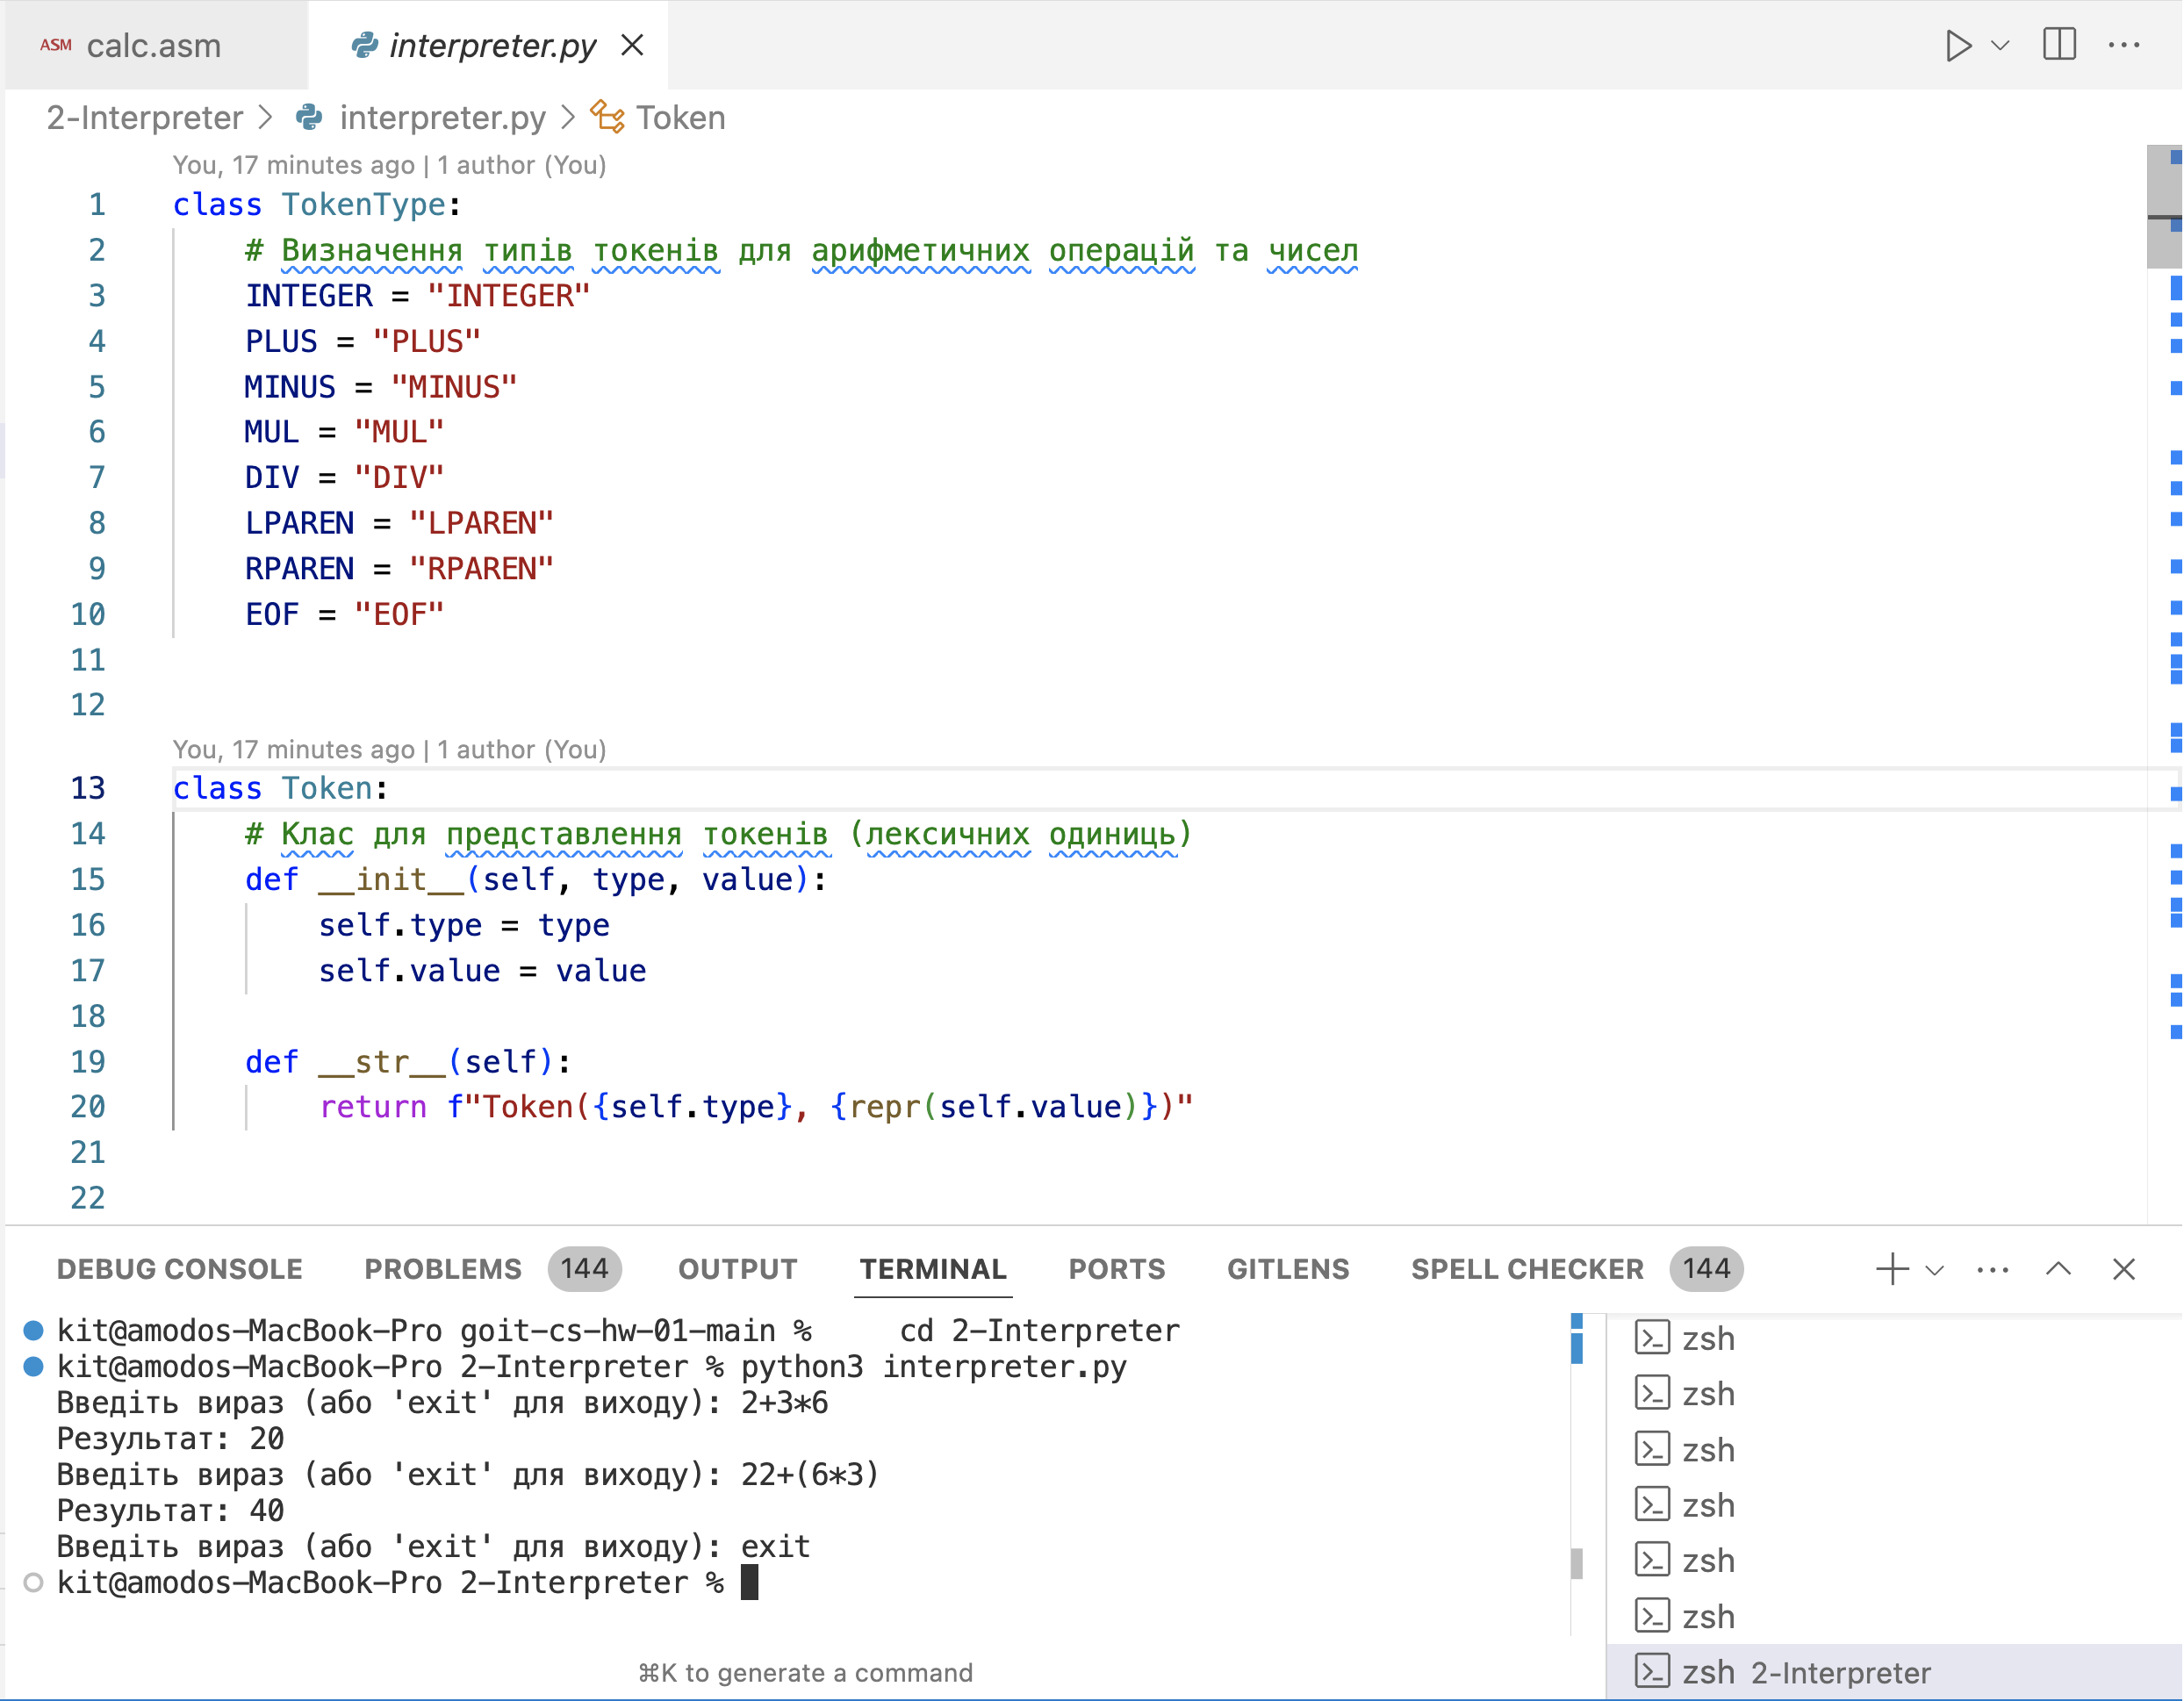 ASM calc.asm interpreter.py
2-Interpreter > interpreter.py > Token
You, 17 minutes ago | 1 author (You)
1 class TokenType:
2 # Визначення типів токенів для арифметичних операцій та чисел
3 INTEGER = "INTEGER"
4 PLUS = "PLUS"
5 MINUS = "MINUS"
6 MUL = "MUL"
7 DIV = "DIV"
8 LPAREN = "LPAREN"
9 RPAREN = "RPAREN"
10 EOF = "EOF"
11
12
You, 17 minutes ago | 1 author (You)
13 class Token:
14 # Клас для представлення токенів (лексичних одиниць)
15 def __init__(self, type, value):
16 self.type = type
17 self.value = value
18
19 def __str__(self):
20 return f"Token({self.type}, {repr(self.value)})"
21
22
DEBUG CONSOLE PROBLEMS 144 OUTPUT TERMINAL PORTS GITLENS SPELL CHECKER 144
kit@amodos-MacBook-Pro goit-cs-hw-01-main % cd 2-Interpreter
kit@amodos-MacBook-Pro 2-Interpreter % python3 interpreter.py
Введіть вираз (або 'exit' для виходу): 2+3*6
Результат: 20
Введіть вираз (або 'exit' для виходу): 22+(6*3)
Результат: 40
Введіть вираз (або 'exit' для виходу): exit
kit@amodos-MacBook-Pro 2-Interpreter %
⌘K to generate a command
zsh
zsh
zsh
zsh
zsh
zsh
zsh 2-Interpreter